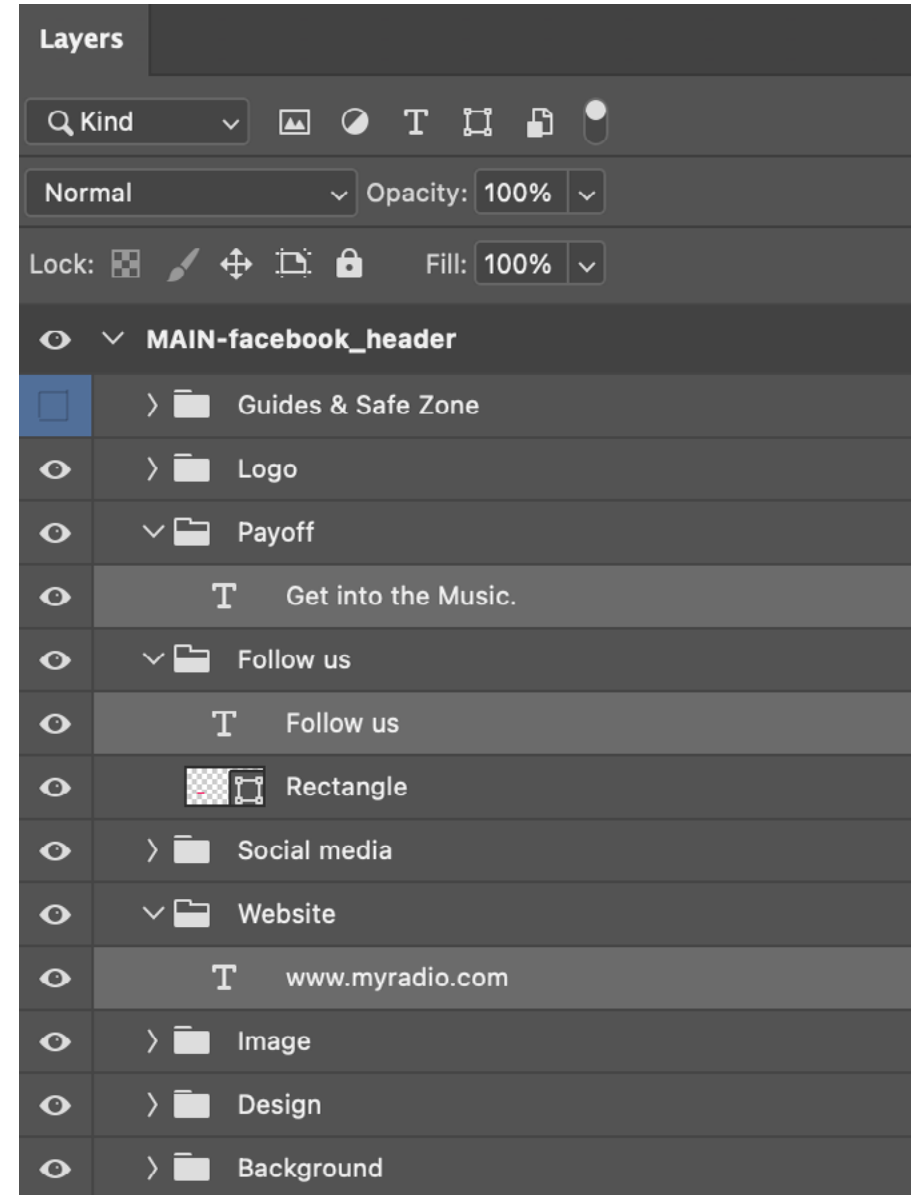 Layers
Kind
Normal Opacity: 100%
Lock: Fill: 100%
MAIN-facebook_header
Guides & Safe Zone
Logo
Payoff
T Get into the Music.
Follow us
T Follow us
Rectangle
Social media
Website
T www.myradio.com
Image
Design
Background